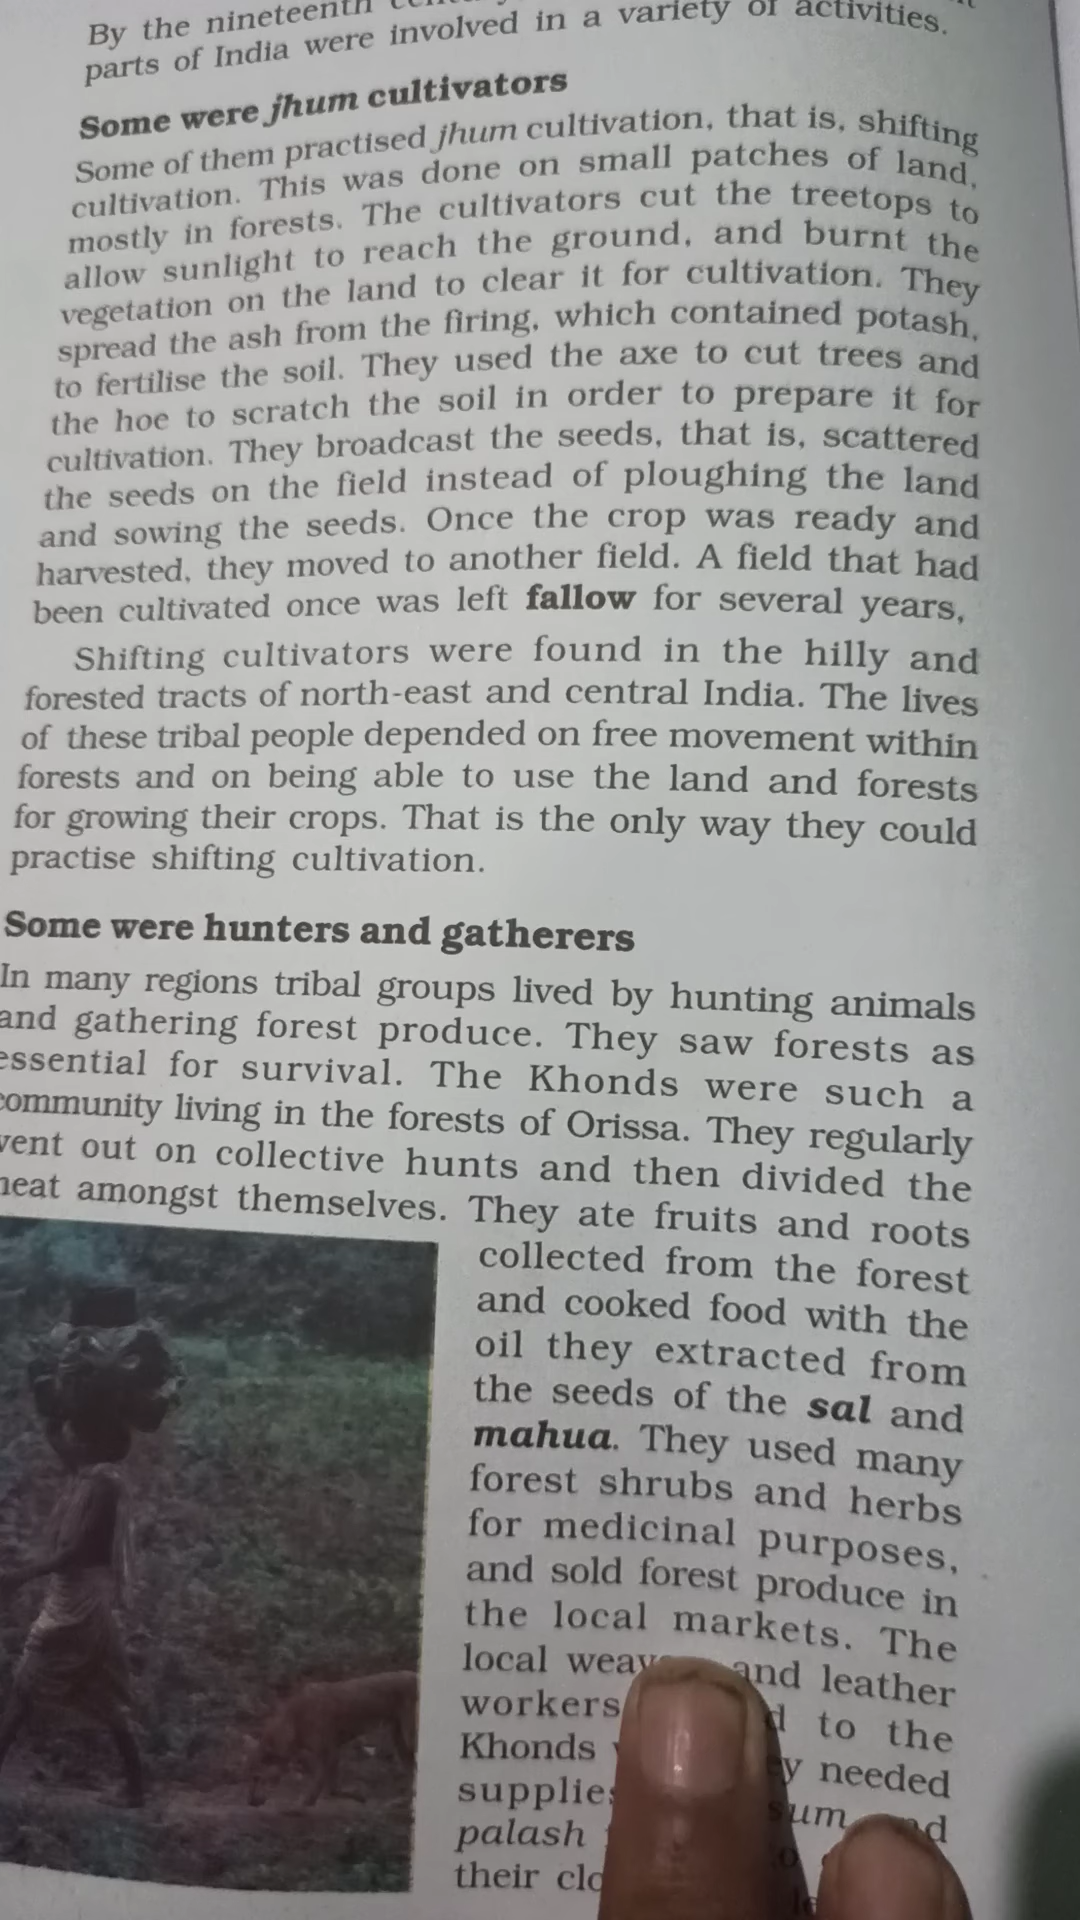 By the nineteenth
parts of India were involved in a variety of activities.
Some were jhum cultivators
Some of them practised jhum cultivation, that is, shifting
cultivation. This was done on small patches of land,
mostly in forests. The cultivators cut the treetops to
allow sunlight to reach the ground, and burnt the
vegetation on the land to clear it for cultivation. They
spread the ash from the firing, which contained potash,
to fertilise the soil. They used the axe to cut trees and
the hoe to scratch the soil in order to prepare it for
cultivation. They broadcast the seeds, that is, scattered
the seeds on the field instead of ploughing the land
and sowing the seeds. Once the crop was ready and
harvested, they moved to another field. A field that had
been cultivated once was left fallow for several years,
Shifting cultivators were found in the hilly and
forested tracts of north-east and central India. The lives
of these tribal people depended on free movement within
forests and on being able to use the land and forests
for growing their crops. That is the only way they could
practise shifting cultivation.
Some were hunters and gatherers
In many regions tribal groups lived by hunting animals
and gathering forest produce. They saw forests as
essential for survival. The Khonds were such a
community living in the forests of Orissa. They regularly
went out on collective hunts and then divided the
meat amongst themselves. They ate fruits and roots
collected from the forest
and cooked food with the
oil they extracted from
the seeds of the sal and
mahua. They used many
forest shrubs and herbs
for medicinal purposes,
and sold forest produce in
the local markets. The
local and leather
workers to the
Khonds needed
supplies
palash
their